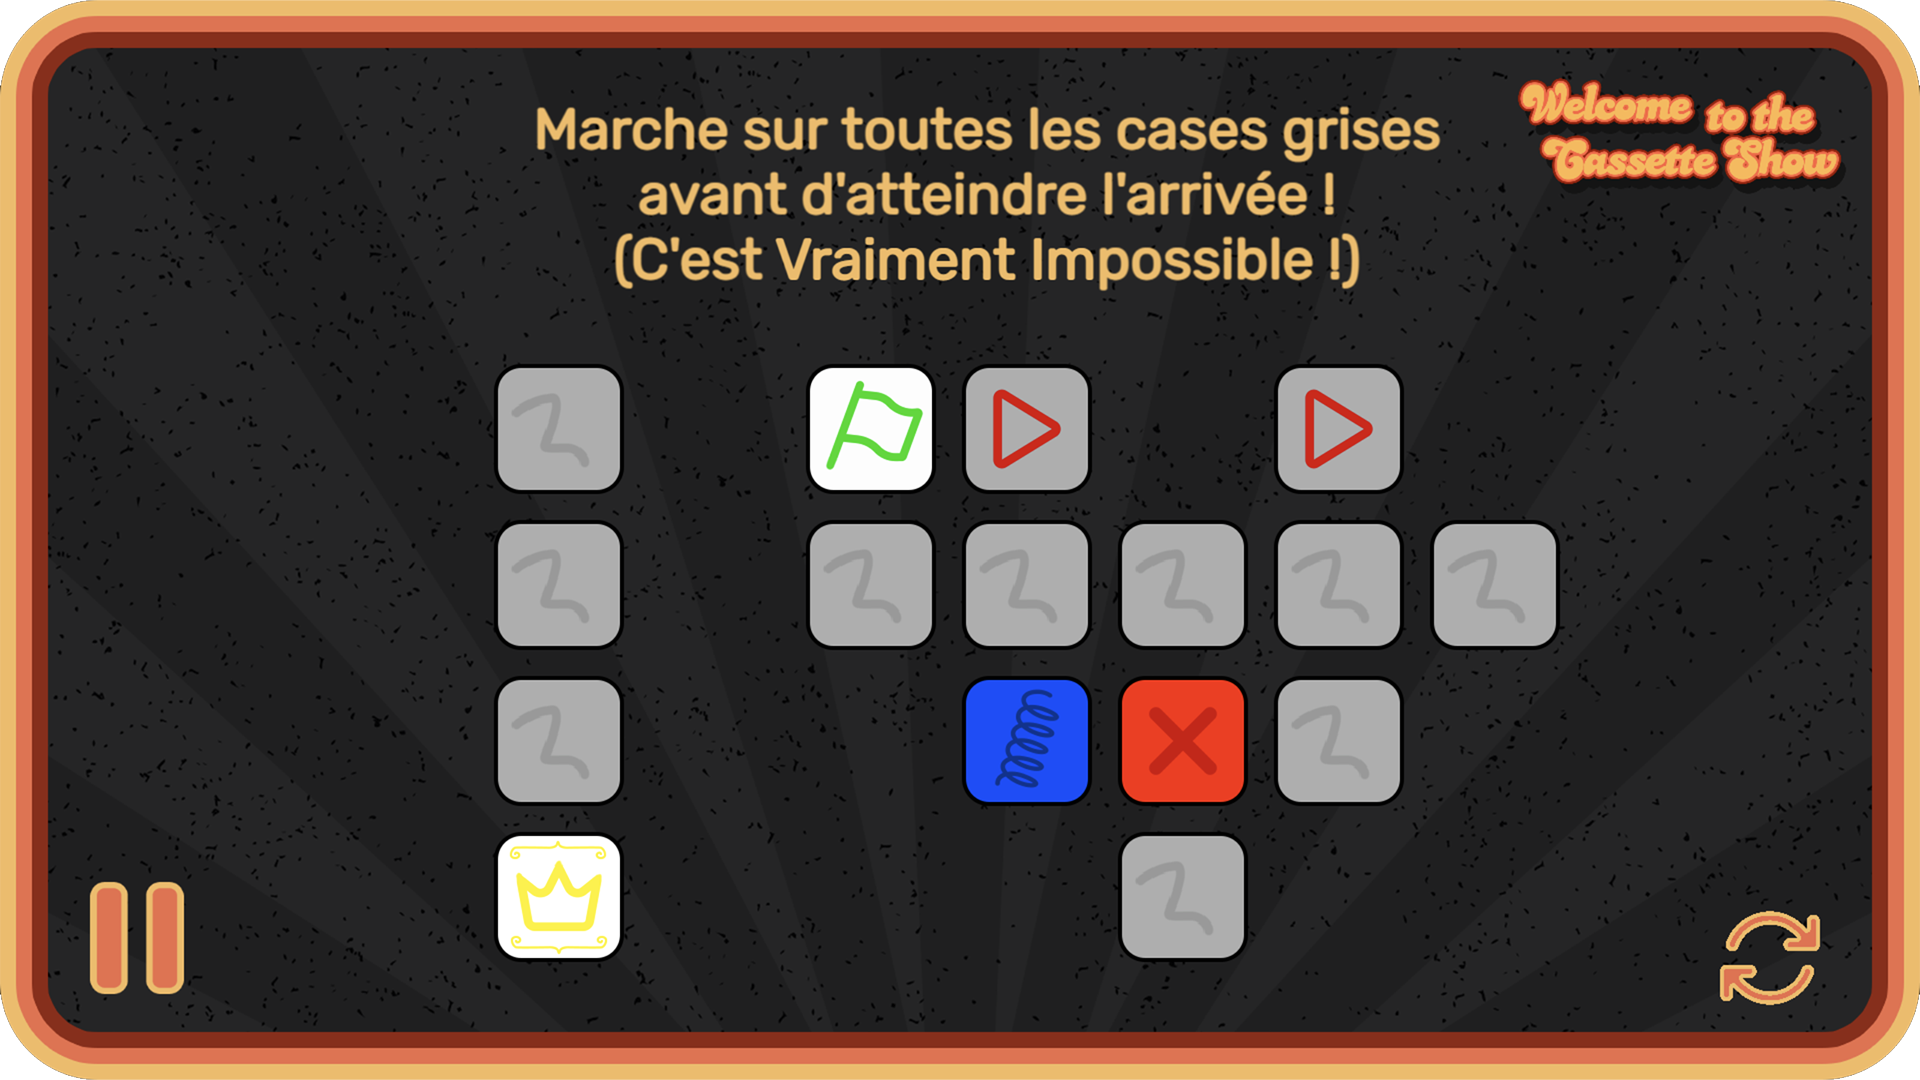 Marche sur toutes les cases grises
avant d'atteindre l'arrivée !
(C'est Vraiment Impossible !)
Welcome to the
Cassette Show